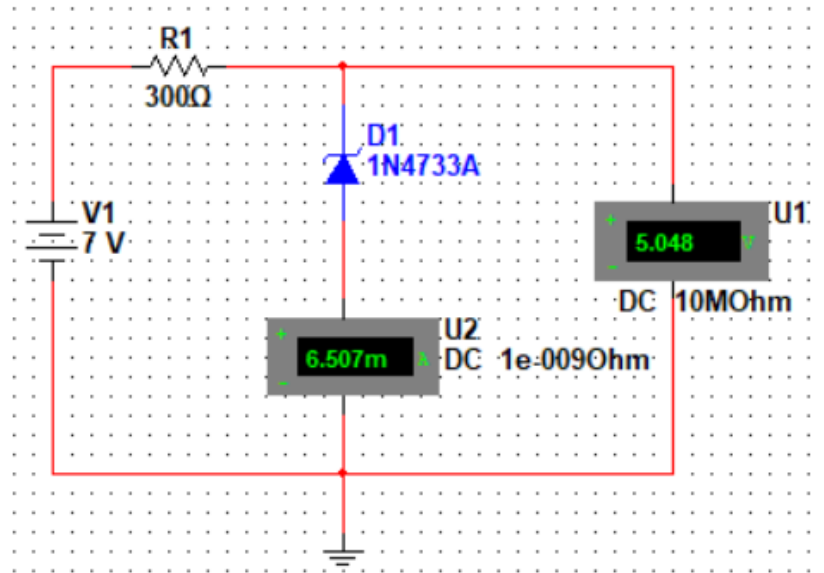 R1
300Ω
D1
1N4733A
V1
7 V
U1
+
5.048 V
-
DC 10MOhm
U2
+
6.507m A
DC 1e-009Ohm
-